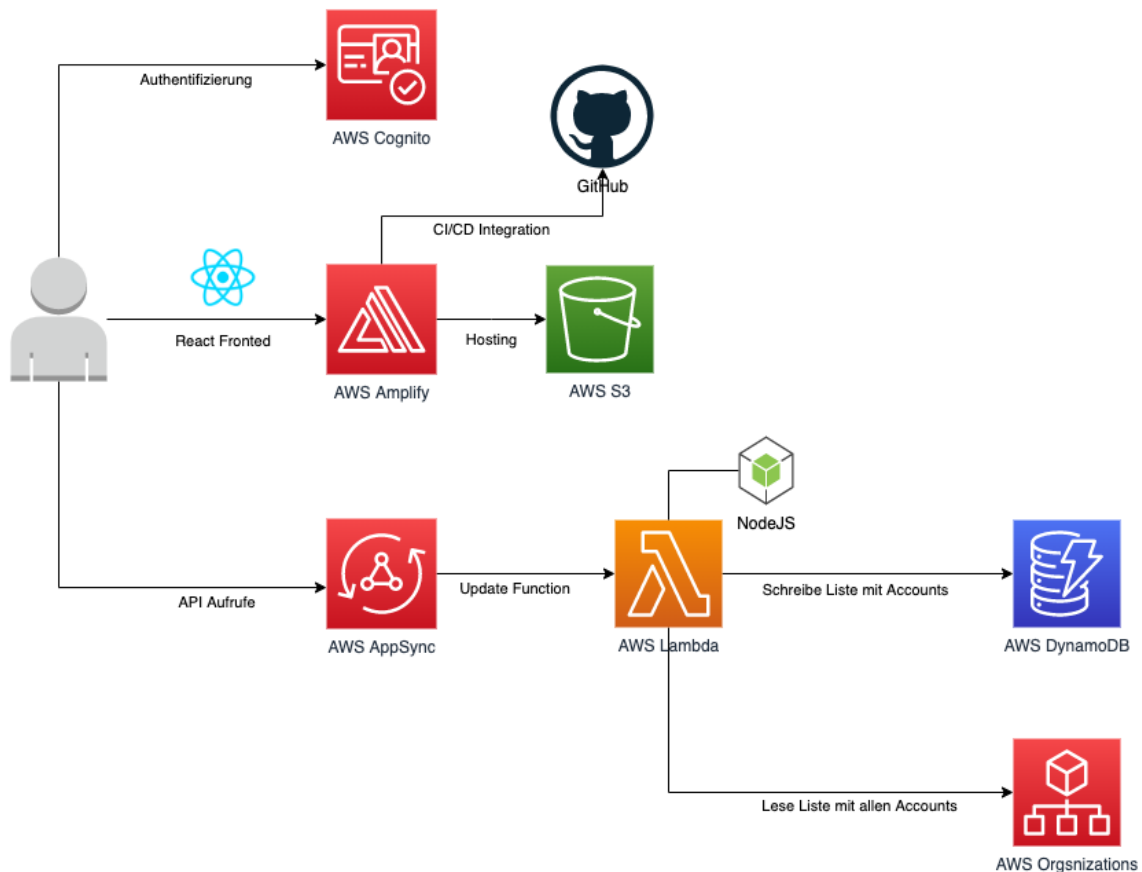 Authentifizierung
AWS Cognito
GitHub
CI/CD Integration
React Fronted
AWS Amplify
Hosting
AWS S3
NodeJS
API Aufrufe
AWS AppSync
Update Function
AWS Lambda
Schreibe Liste mit Accounts
AWS DynamoDB
Lese Liste mit allen Accounts
AWS Orgsnizations